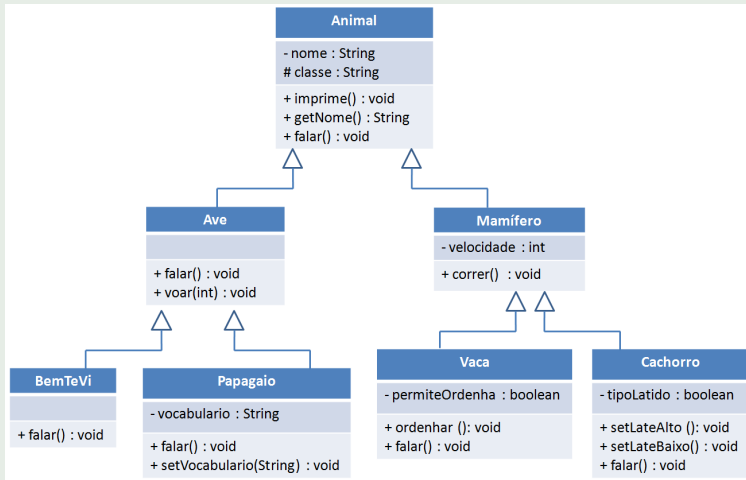 Animal
- nome : String
# classe : String
+ imprime() : void
+ getNome() : String
+ falar() : void
Ave
+ falar() : void
+ voar(int) : void
Mamífero
- velocidade : int
+ correr() : void
BemTeVi
+ falar() : void
Papagaio
- vocabulario : String
+ falar() : void
+ setVocabulario(String) : void
Vaca
- permiteOrdenha : boolean
+ ordenhar (): void
+ falar() : void
Cachorro
- tipoLatido : boolean
+ setLateAlto (): void
+ setLateBaixo() : void
+ falar() : void